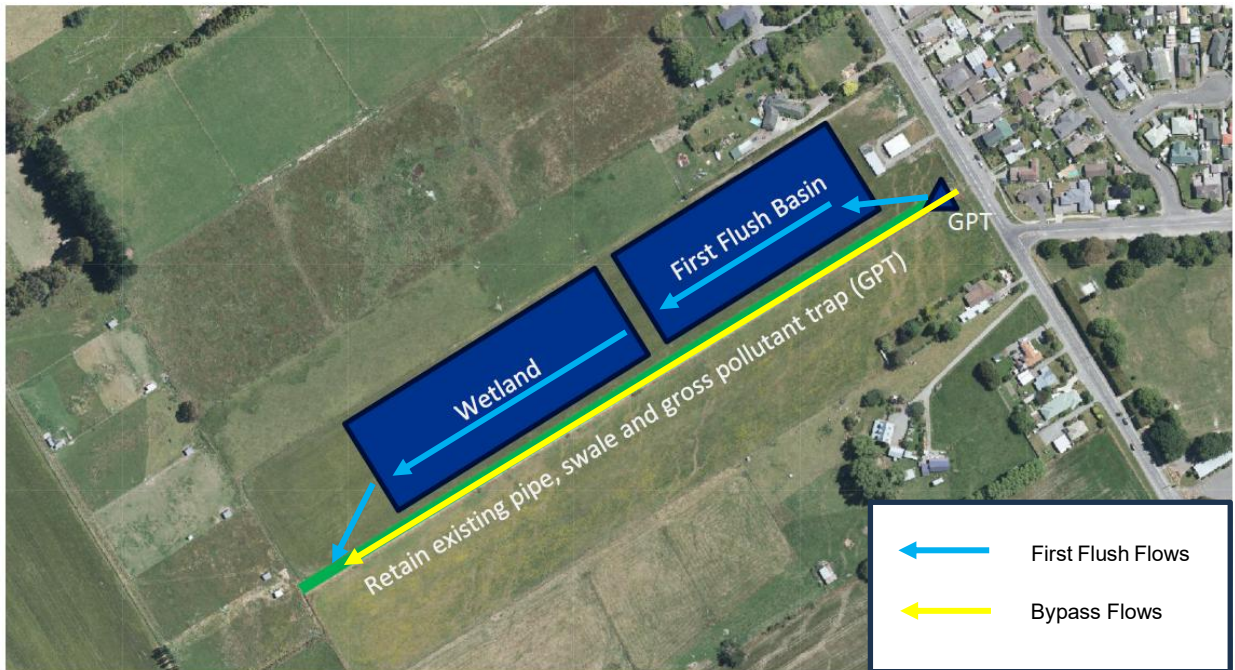 First Flush Basin
GPT
Wetland
Retain existing pipe, swale and gross pollutant trap (GPT)
First Flush Flows
Bypass Flows